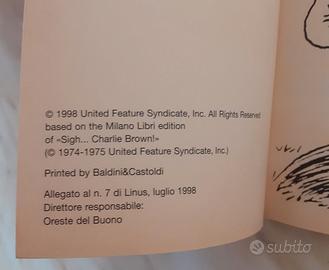 © 1998 United Feature Syndicate, Inc. All Rights Reserved
based on the Milano Libri edition
of «Sigh... Charlie Brown!»
(© 1974-1975 United Feature Syndicate, Inc.)
Printed by Baldini&Castoldi
Allegato al n. 7 di Linus, luglio 1998
Direttore responsabile:
Oreste del Buono
subito